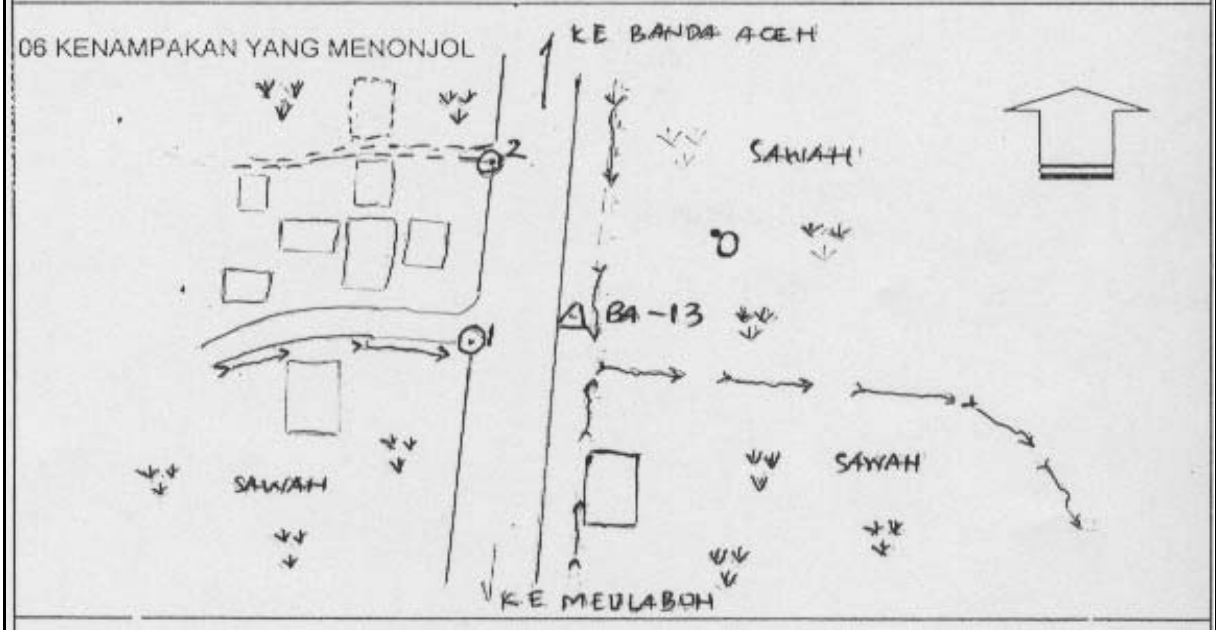 06 KENAMPAKAN YANG MENONJOL
KE BANDA ACEH
2
SAWAH
BA-13
1
SAWAH
SAWAH
KE MEULABOH